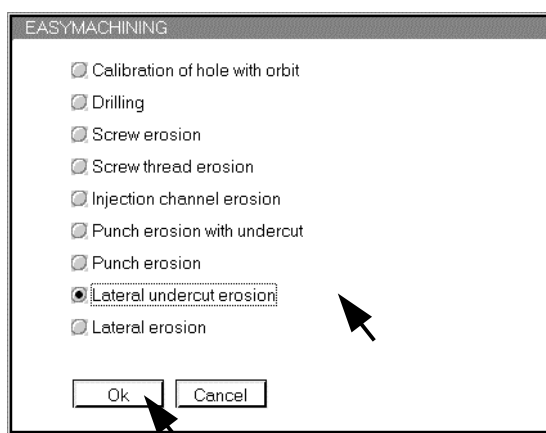 EASYMACHINING
Calibration of hole with orbit
Drilling
Screw erosion
Screw thread erosion
Injection channel erosion
Punch erosion with undercut
Punch erosion
Lateral undercut erosion
Lateral erosion
Ok Cancel